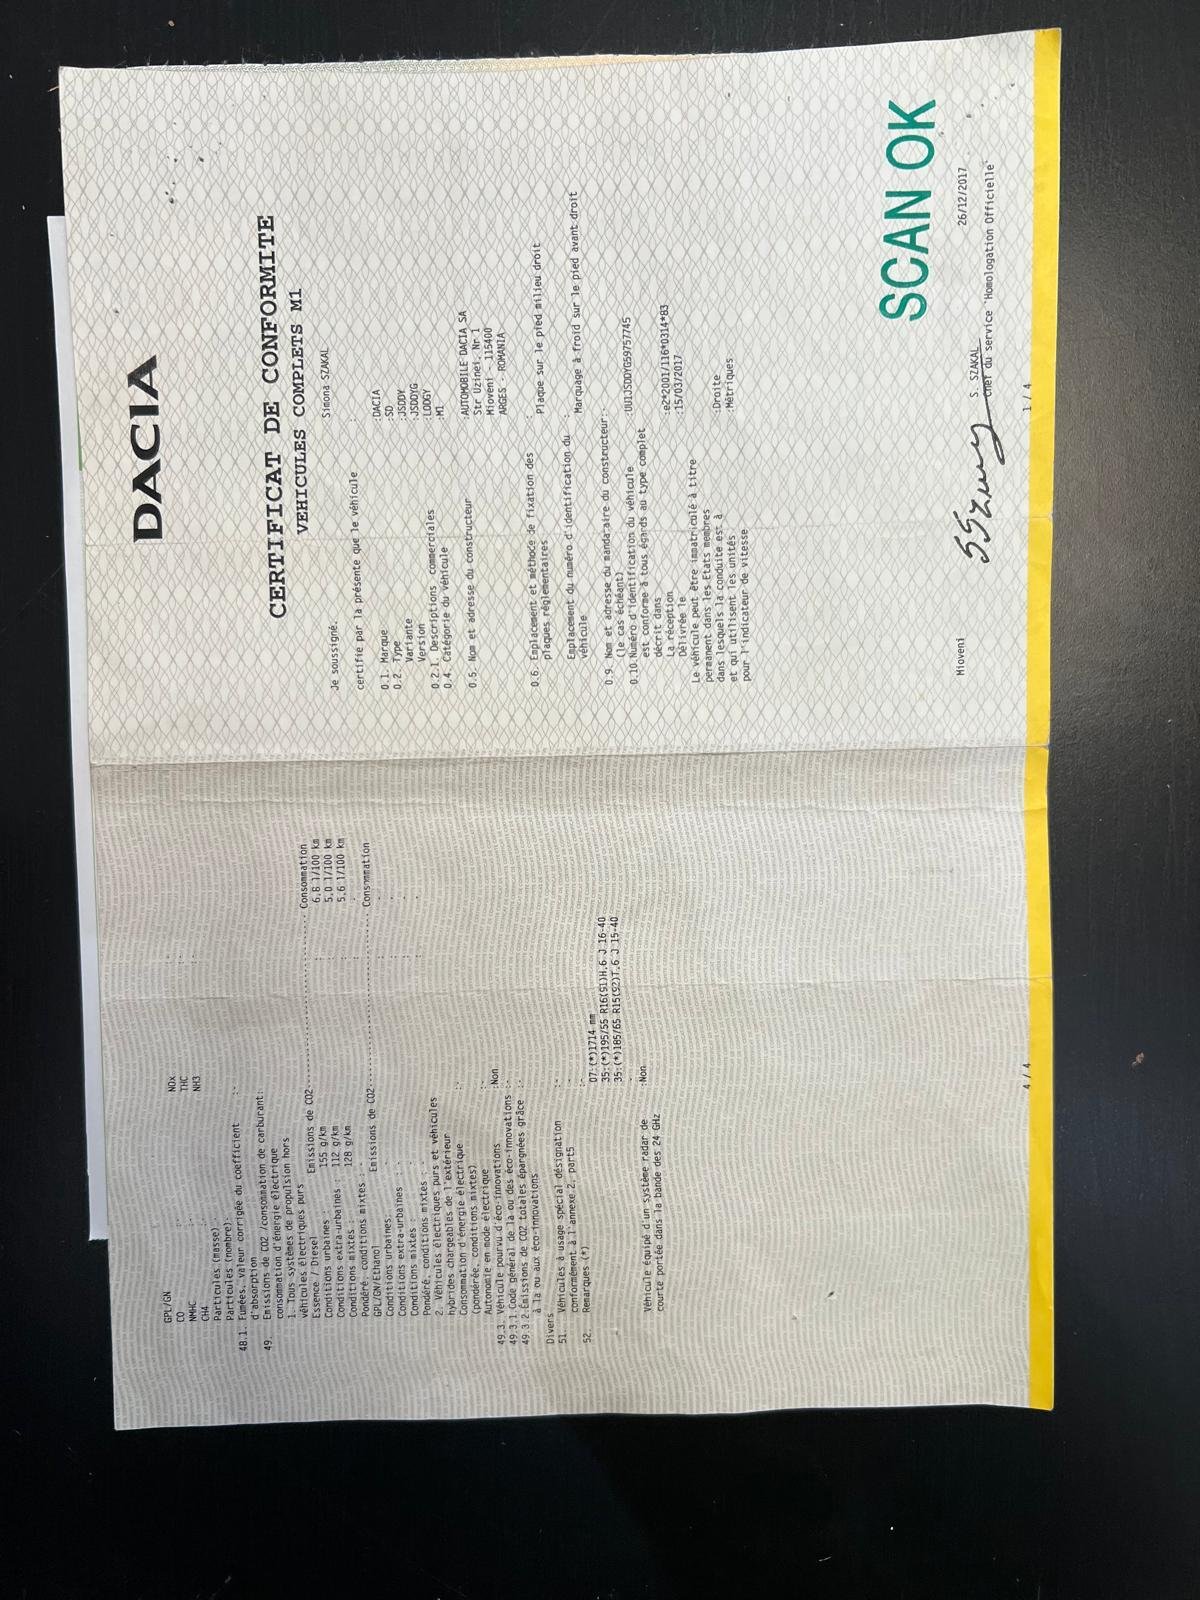 GPL/GN
CO :- NOx :-
NMHC THC :-
CH4 NH3 :-
Particules (masse) :-
Particules (nombre):-
48.1. Fumées, valeur corrigée du coefficient :-
d'absorption
49. Emissions de CO2 /consommation de carburant:
consommation d'énergie électrique
1. Tous systèmes de propulsion hors
véhicules électriques purs
Essence / Diesel Emissions de CO2 Consommation
Conditions urbaines : 155 g/km : 6,8 l/100 km
Conditions extra-urbaines : 112 g/km : 5,0 l/100 km
Conditions mixtes : 128 g/km : 5,6 l/100 km
Pondéré, conditions mixtes : -
GPL/GN/Ethanol Emissions de CO2 Consommation
Conditions urbaines: -
Conditions extra-urbaines : -
Conditions mixtes : -
Pondéré, conditions mixtes : -
2. Véhicules électriques purs et véhicules
hybrides chargeables de l'extérieur
Consommation d'énergie électrique :-
(pondérée, conditions mixtes)
Autonomie en mode électrique :-
49.3. Véhicule pourvu d'éco-innovations :Non
49.3.1.Code général de la ou des éco-innovations :-
49.3.2.Emissions de CO2 totales épargnées grâce :-
à la ou aux éco-innovations
Divers
51. Véhicules à usage spécial désignation :-
conformément à l'annexe 2, part5
52. Remarques (*)
07:(*)1714 mm
35:(*)195/55 R16(91)H.6 J 16-40
35:(*)185/65 R15(92)T.6 J 15-40
Véhicule équipé d'un système radar de :Non
courte portée dans la bande des 24 GHz
4 / 4
DACIA
CERTIFICAT DE CONFORMITE
VEHICULES COMPLETS M1
Je soussigné, Simona SZAKAL
certifie par la présente que le véhicule :
0.1. Marque :DACIA
0.2. Type :SD
Variante :JSDDY
Version :JSDDYG
0.2.1. Descriptions commerciales :LODGY
0.4. Catégorie du véhicule :M1
0.5. Nom et adresse du constructeur :AUTOMOBILE-DACIA SA
Str Uzinei, Nr 1
Mioveni 115400
ARGES ROMANIA
0.6. Emplacement et méthode de fixation des : Plaque sur le pied milieu droit
plaques réglementaires
Emplacement du numéro d'identification du : Marquage à froid sur le pied avant droit
véhicule
0.9. Nom et adresse du mandataire du constructeur:-
(le cas échéant)
0.10.Numéro d'identification du véhicule :UU1JSDDYG59757745
est conforme à tous égards au type complet
décrit dans
La réception :e2*2001/116*0314*83
Délivrée le :15/03/2017
Le véhicule peut être immatriculé à titre
permanent dans les Etats membres
dans lesquels la conduite est à :Droite
et qui utilisent les unités :Métriques
pour l'indicateur de vitesse
SCAN OK
Mioveni 26/12/2017
S. SZAKAL
Chef du service "Homologation Officielle"
1 / 4